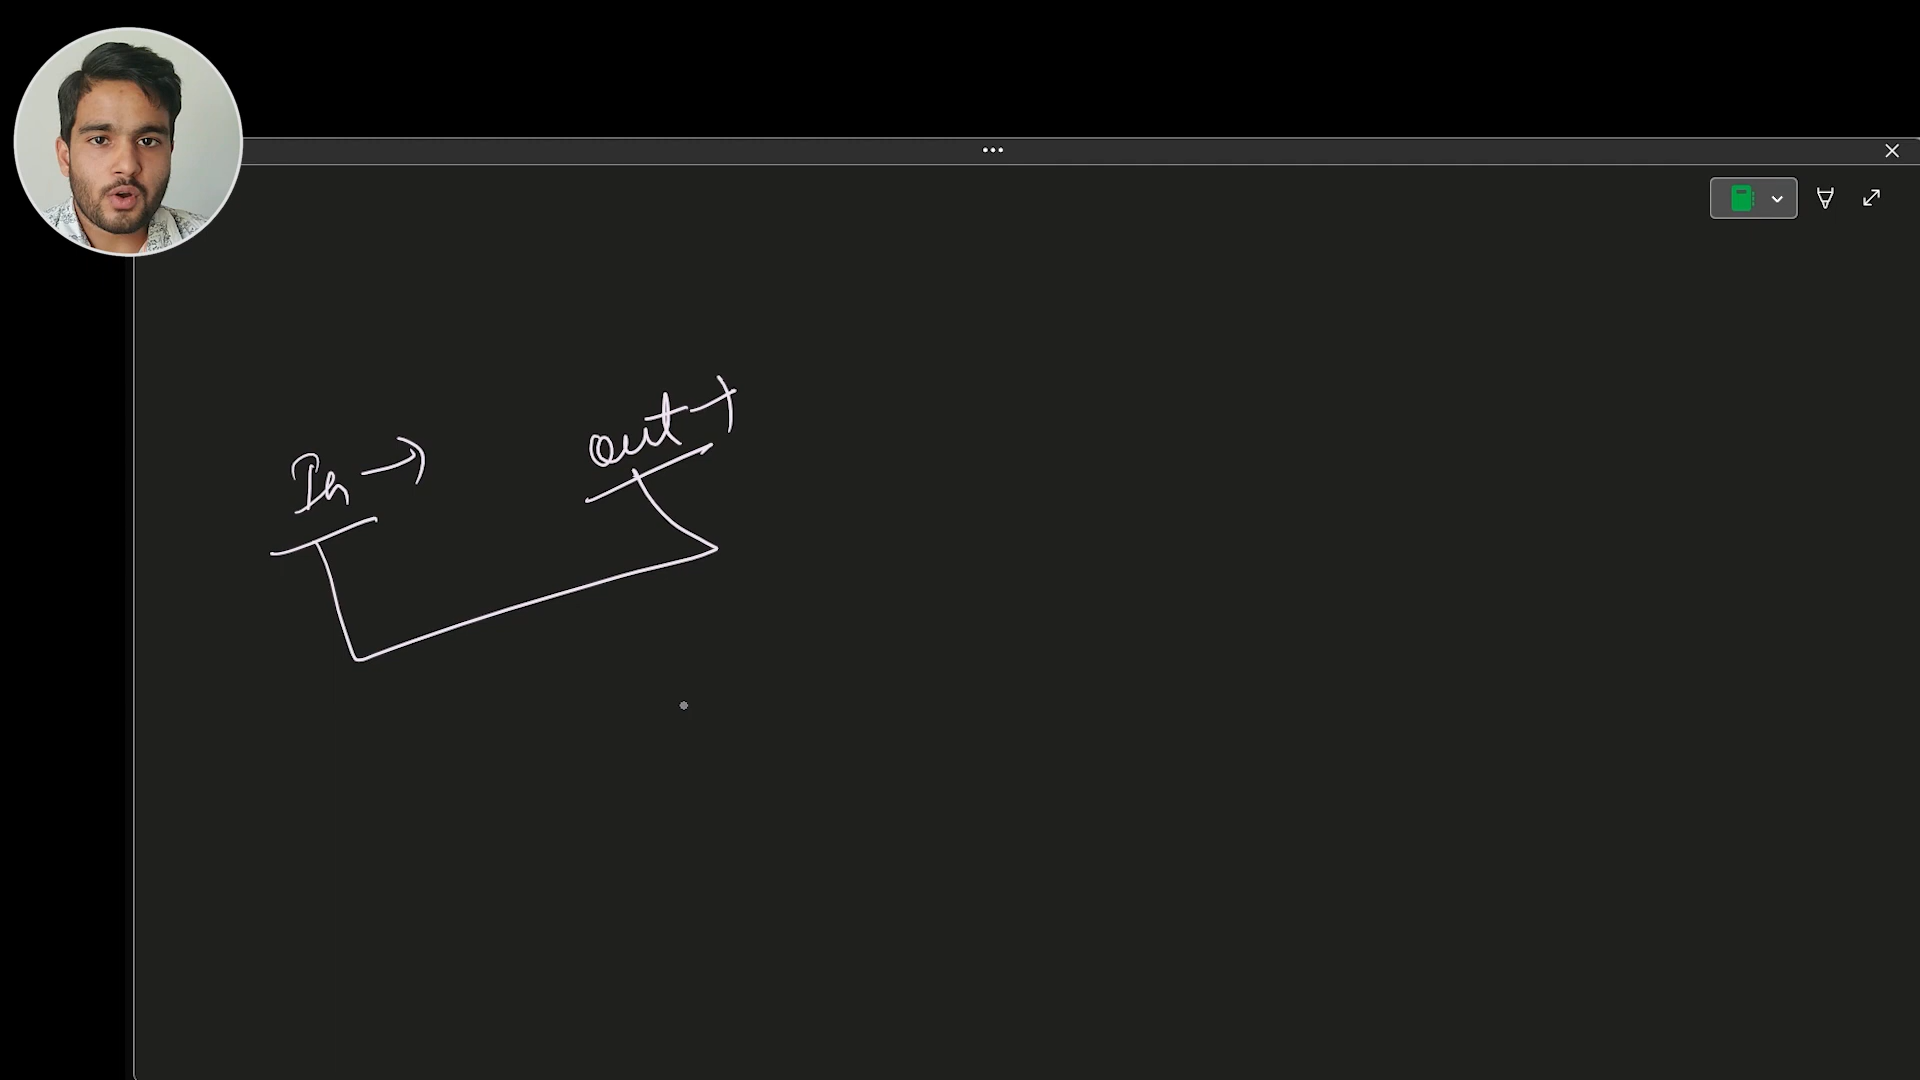 In →
out →